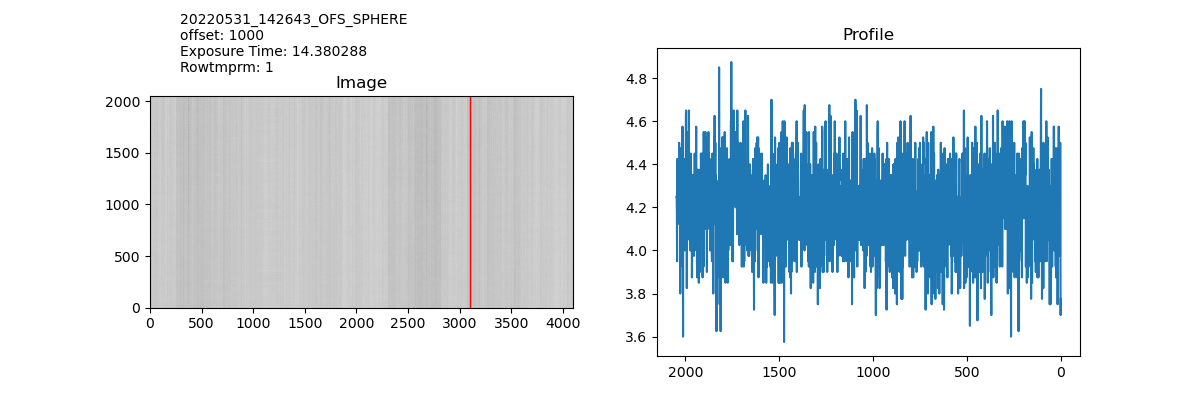 20220531_142643_OFS_SPHERE
offset: 1000
Exposure Time: 14.380288
Rowtmprm: 1
Image
2000
1500
1000
500
0
0 500 1000 1500 2000 2500 3000 3500 4000
Profile
4.8
4.6
4.4
4.2
4.0
3.8
3.6
2000 1500 1000 500 0